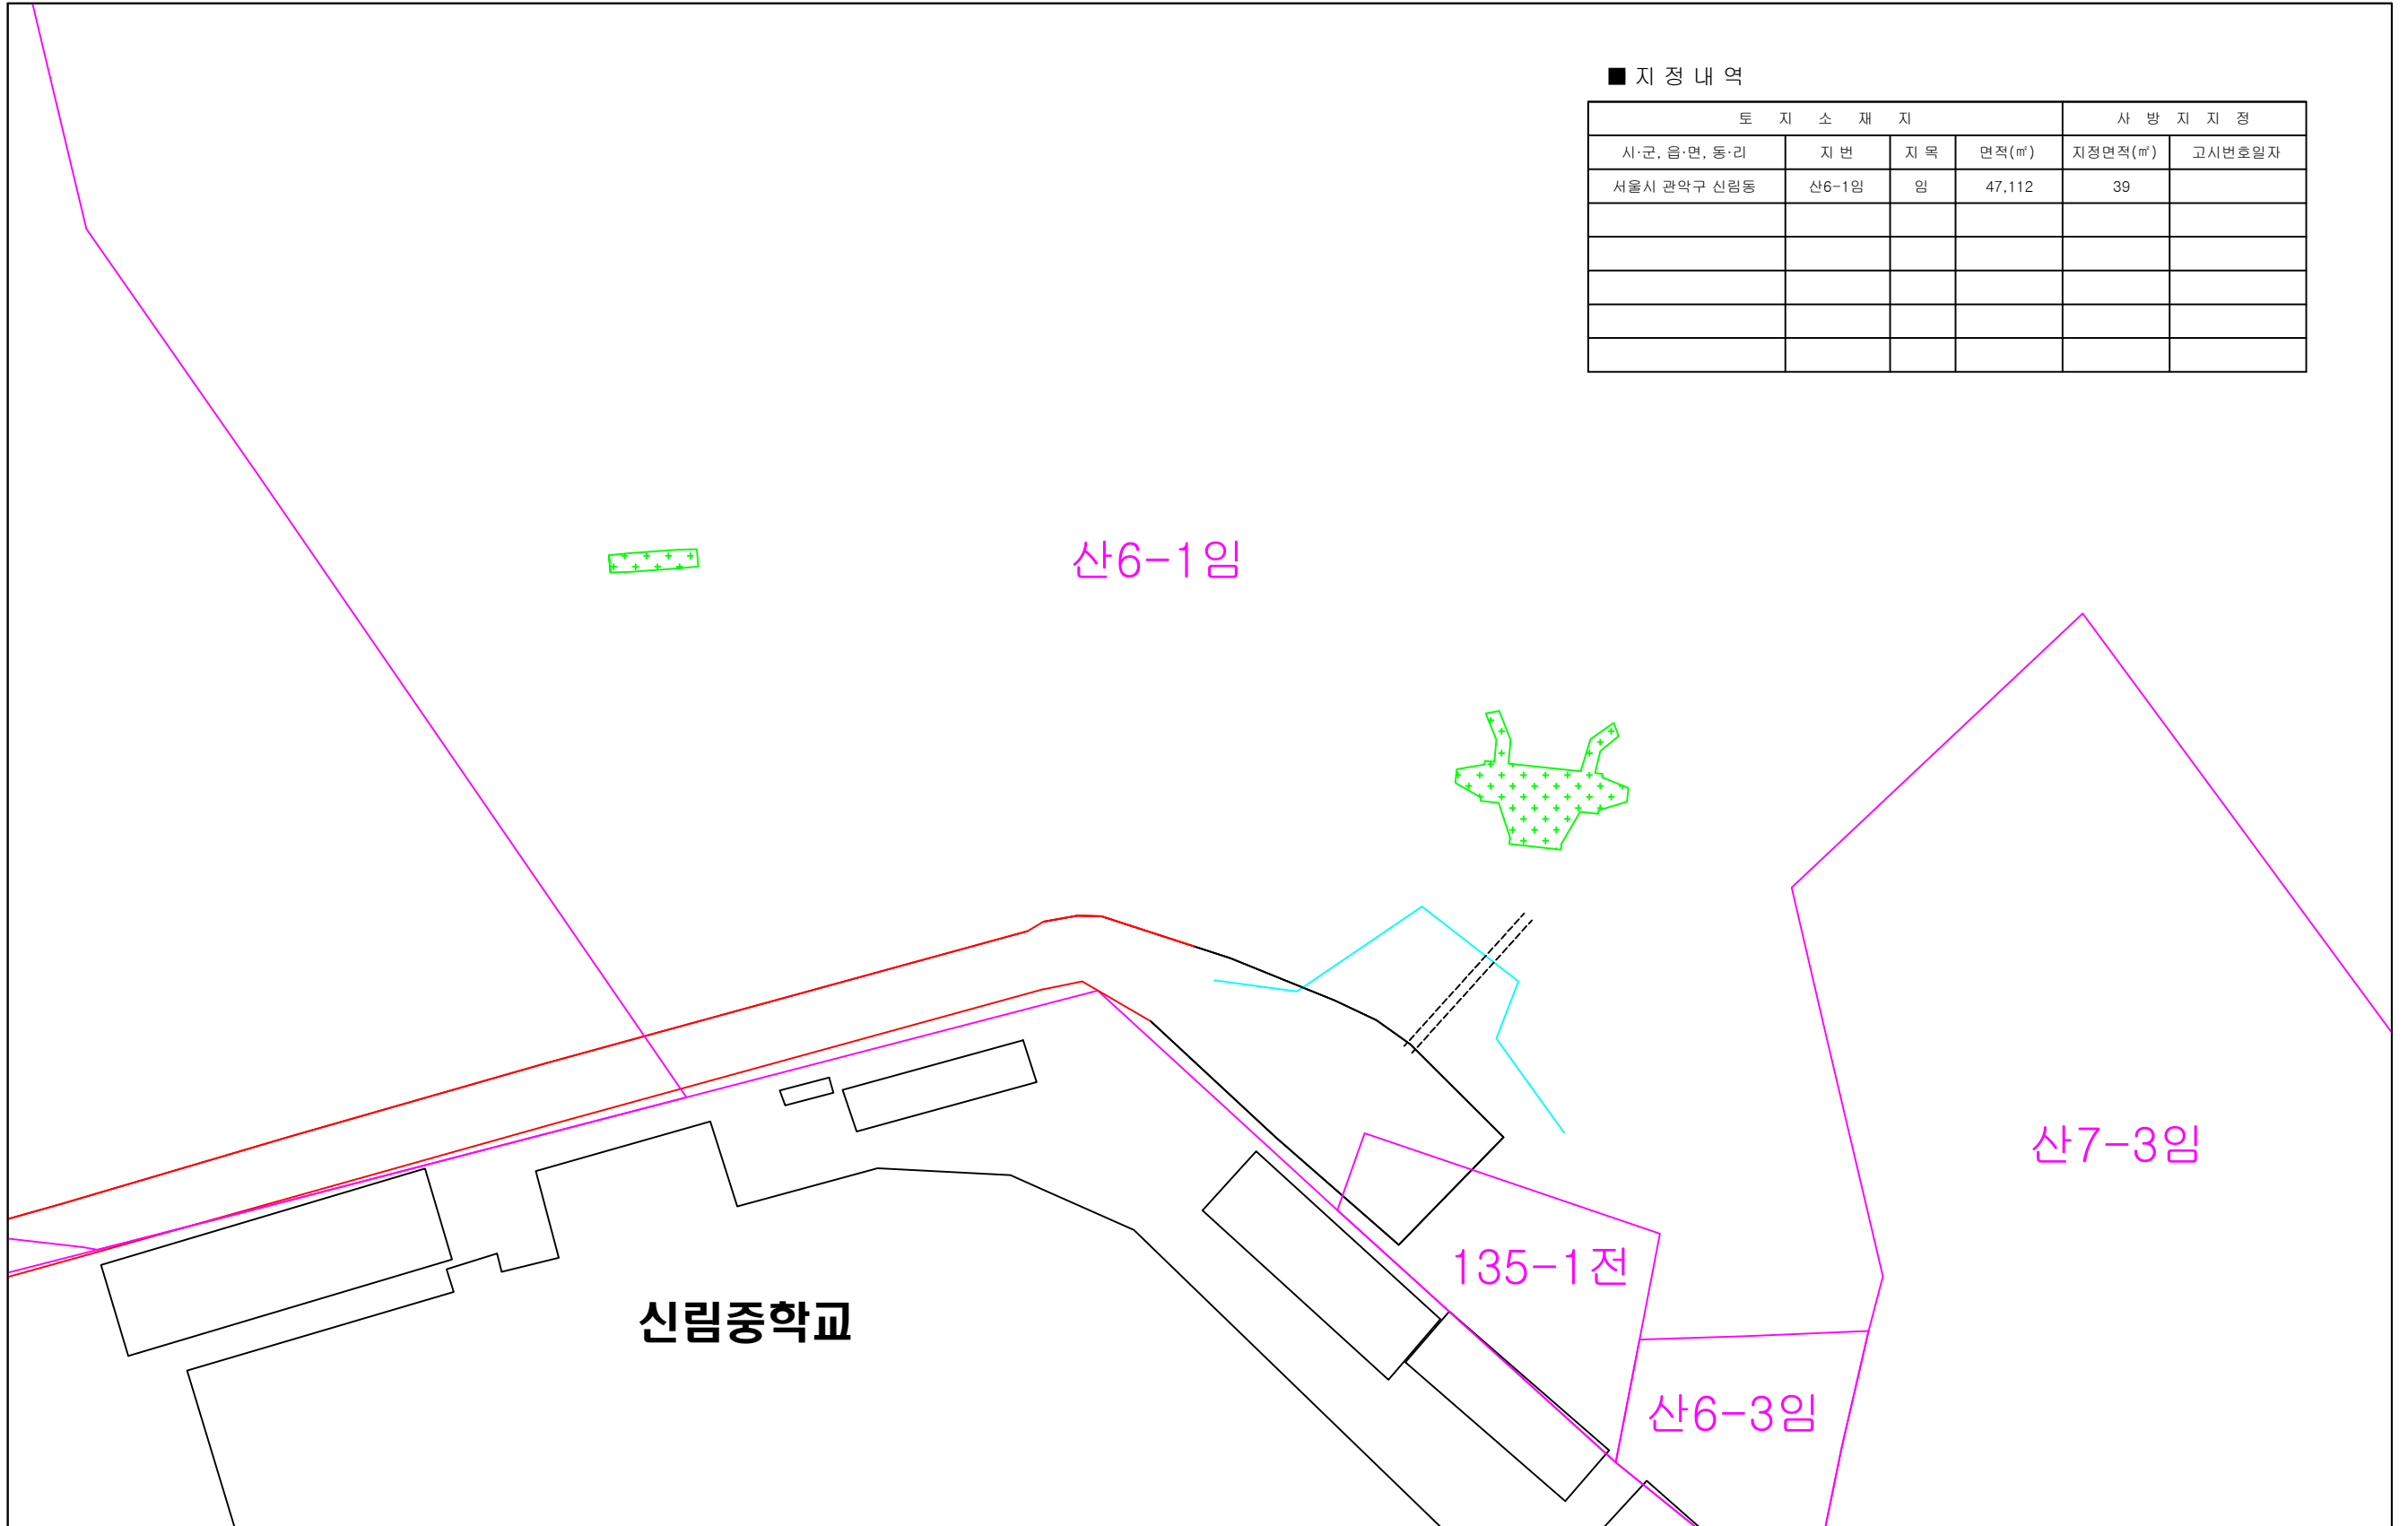 ■ 지 정 내 역
토 지 소 재 지 사 방 지 지 정
시·군, 읍·면, 동·리 지 번 지 목 면적(㎡) 지정면적(㎡) 고시번호일자
서울시 관악구 신림동 산6-1임 임 47,112 39
산6-1임
산7-3임
135-1전
신림중학교
산6-3임